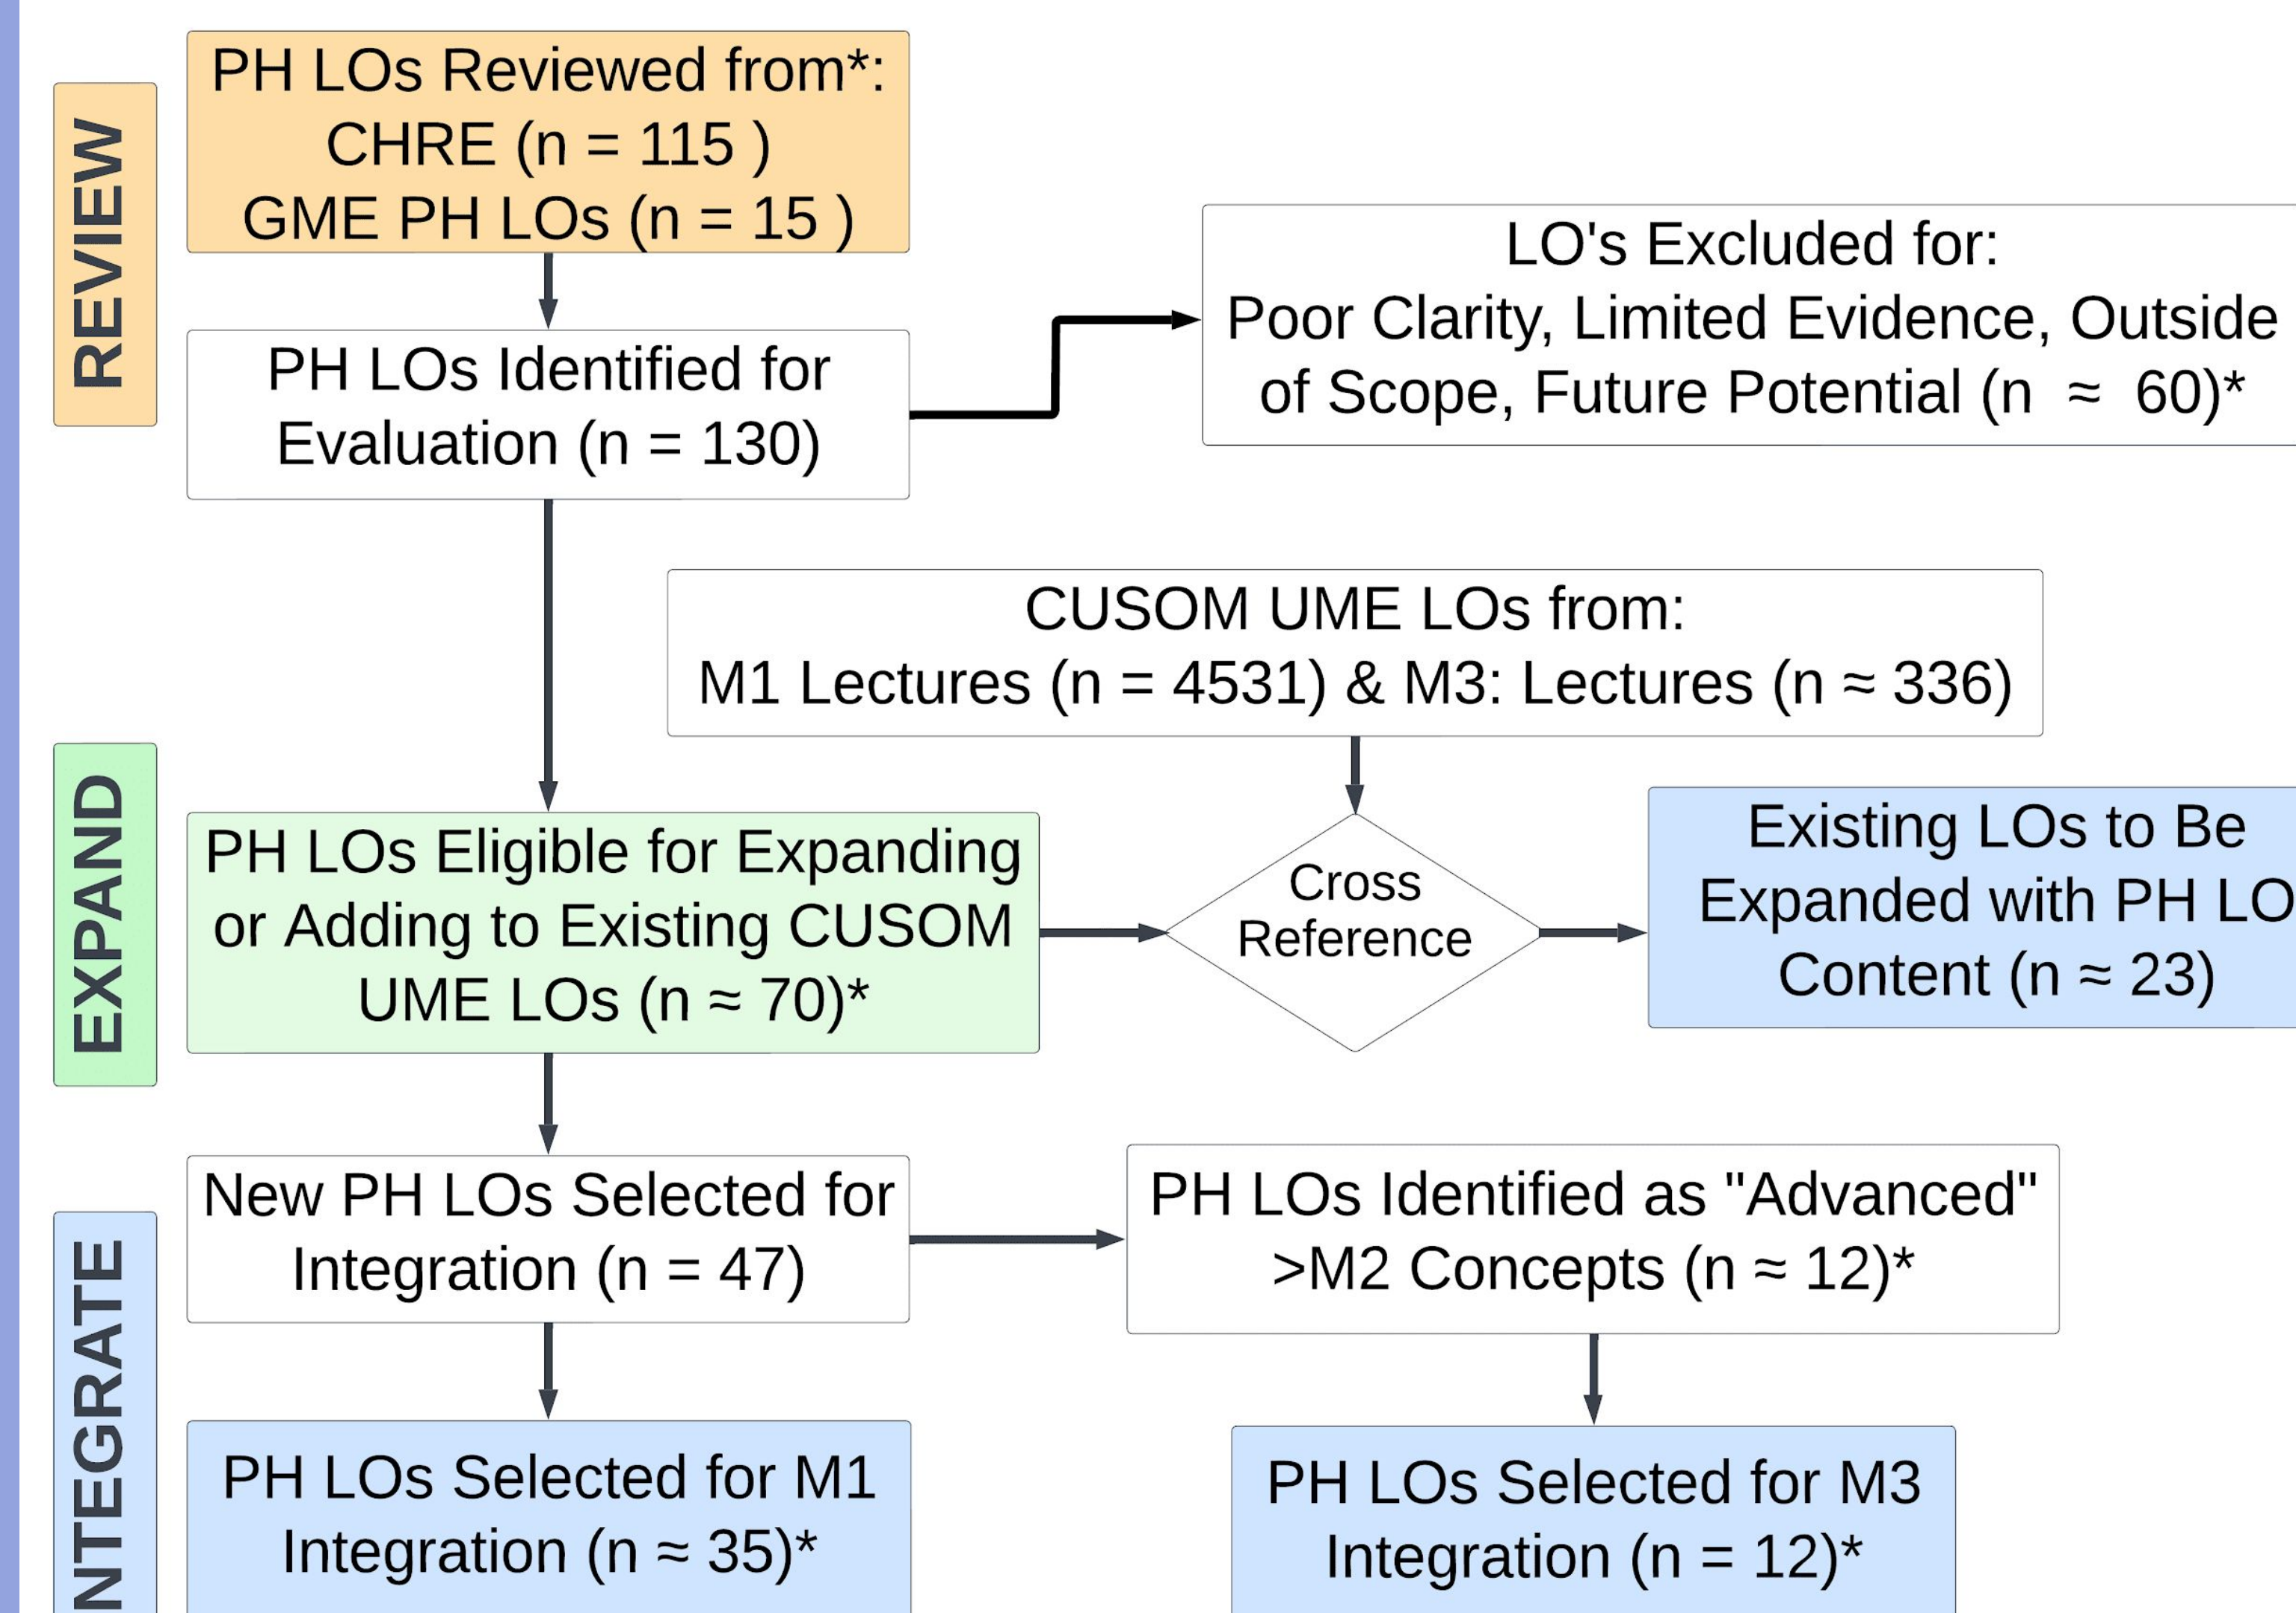 REVIEW
PH LOs Reviewed from*:
CHRE (n = 115 )
GME PH LOs (n = 15 )
PH LOs Identified for
Evaluation (n = 130)
LO's Excluded for:
Poor Clarity, Limited Evidence, Outside
of Scope, Future Potential (n ≈ 60)*
CUSOM UME LOs from:
M1 Lectures (n = 4531) & M3: Lectures (n ≈ 336)
EXPAND
PH LOs Eligible for Expanding
or Adding to Existing CUSOM
UME LOs (n ≈ 70)*
Cross
Reference
Existing LOs to Be
Expanded with PH LO
Content (n ≈ 23)
NTEGRATE
New PH LOs Selected for
Integration (n = 47)
PH LOs Identified as "Advanced"
>M2 Concepts (n ≈ 12)*
PH LOs Selected for M1
Integration (n ≈ 35)*
PH LOs Selected for M3
Integration (n = 12)*